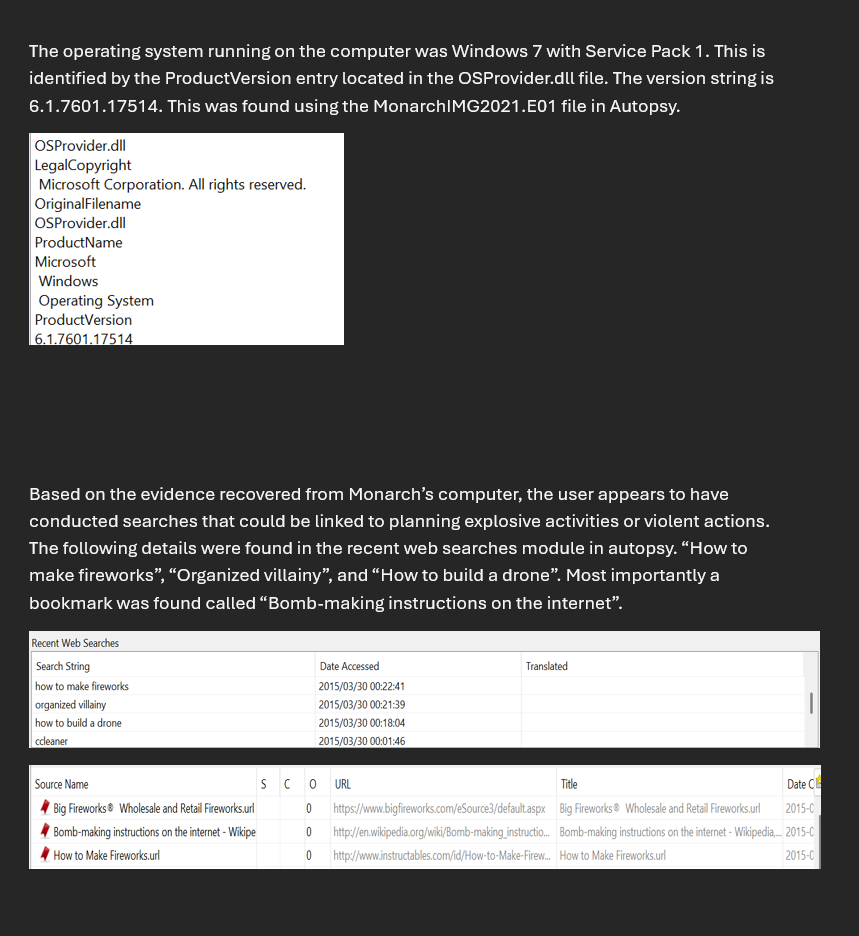 The operating system running on the computer was Windows 7 with Service Pack 1. This is
identified by the ProductVersion entry located in the OSProvider.dll file. The version string is
6.1.7601.17514. This was found using the MonarchIMG2021.E01 file in Autopsy.
OSProvider.dll
LegalCopyright
Microsoft Corporation. All rights reserved.
OriginalFilename
OSProvider.dll
ProductName
Microsoft
Windows
Operating System
ProductVersion
6.1.7601.17514
Based on the evidence recovered from Monarch’s computer, the user appears to have
conducted searches that could be linked to planning explosive activities or violent actions.
The following details were found in the recent web searches module in autopsy. “How to
make fireworks”, “Organized villainy”, and “How to build a drone”. Most importantly a
bookmark was found called “Bomb-making instructions on the internet”.
Recent Web Searches
Search String Date Accessed Translated
how to make fireworks 2015/03/30 00:22:41
organized villainy 2015/03/30 00:21:39
how to build a drone 2015/03/30 00:18:04
ccleaner 2015/03/30 00:01:46
Source Name S C O URL Title Date C
Big Fireworks® Wholesale and Retail Fireworks.url 0 https://www.bigfireworks.com/eSource3/default.aspx Big Fireworks® Wholesale and Retail Fireworks.url 2015-0
Bomb-making instructions on the internet - Wikipe 0 http://en.wikipedia.org/wiki/Bomb-making_instructio... Bomb-making instructions on the internet - Wikipedia,... 2015-0
How to Make Fireworks.url 0 http://www.instructables.com/id/How-to-Make-Firew... How to Make Fireworks.url 2015-0